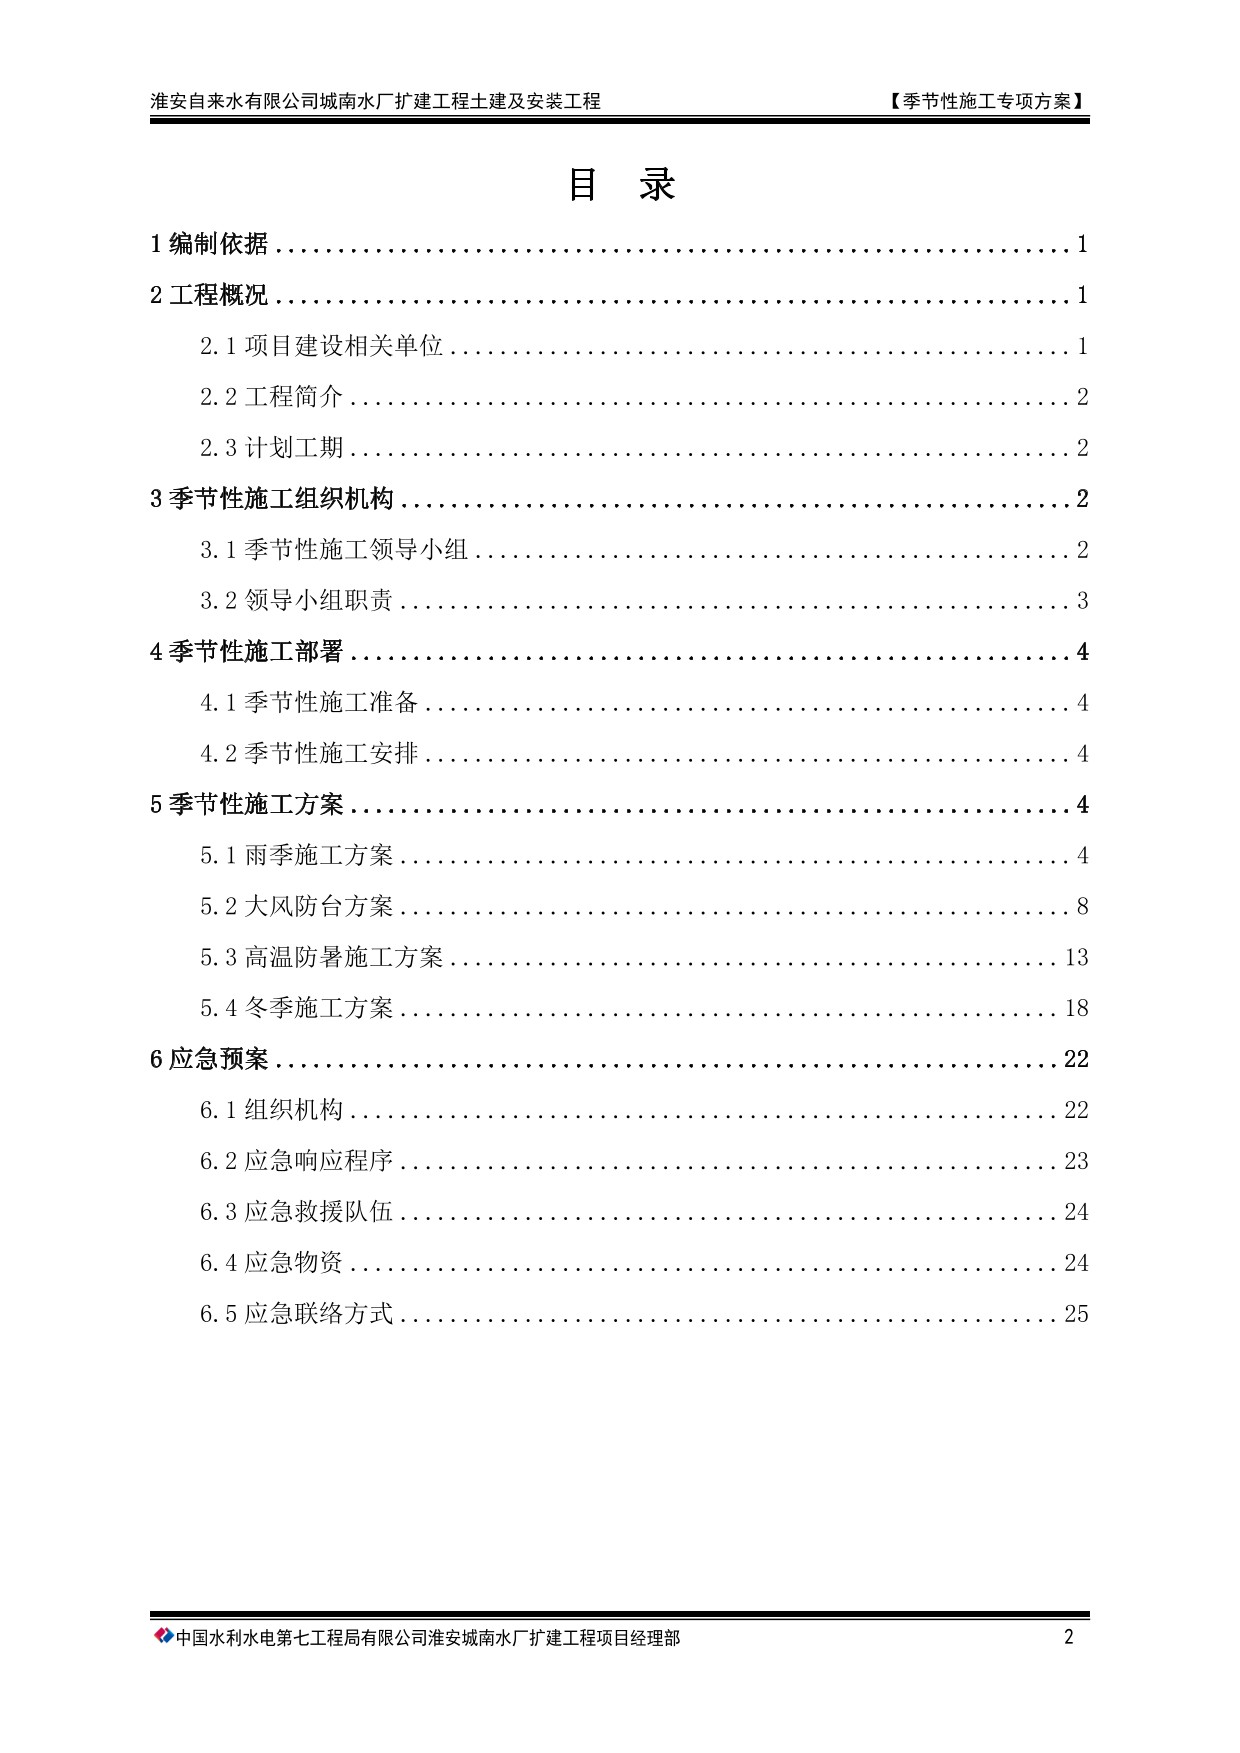 淮安自来水有限公司城南水厂扩建工程土建及安装工程 【季节性施工专项方案】
目 录
1 编制依据................................................................1
2 工程概况................................................................1
2.1 项目建设相关单位..................................................1
2.2 工程简介..........................................................2
2.3 计划工期..........................................................2
3 季节性施工组织机构......................................................2
3.1 季节性施工领导小组................................................2
3.2 领导小组职责......................................................3
4 季节性施工部署..........................................................4
4.1 季节性施工准备....................................................4
4.2 季节性施工安排....................................................4
5 季节性施工方案..........................................................4
5.1 雨季施工方案......................................................4
5.2 大风防台方案......................................................8
5.3 高温防暑施工方案.................................................13
5.4 冬季施工方案.....................................................18
6 应急预案...............................................................22
6.1 组织机构.........................................................22
6.2 应急响应程序.....................................................23
6.3 应急救援队伍.....................................................24
6.4 应急物资.........................................................24
6.5 应急联络方式.....................................................25
中国水利水电第七工程局有限公司淮安城南水厂扩建工程项目经理部 2